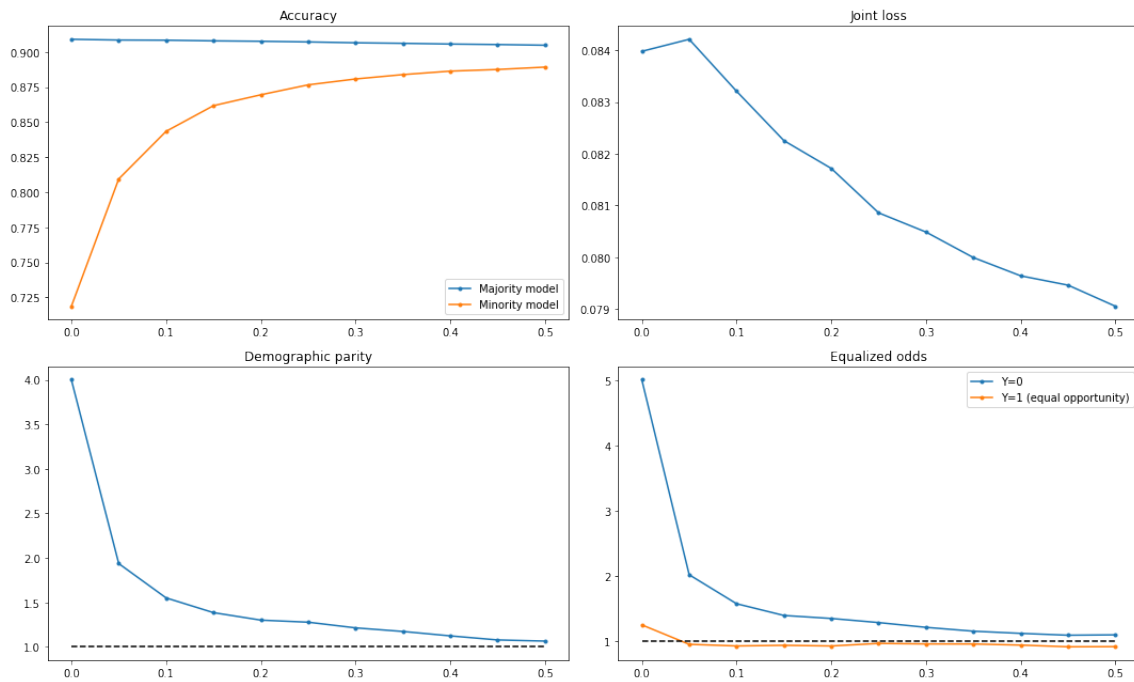 Accuracy
0.900
0.875
0.850
0.825
0.800
0.775
0.750
0.725
Majority model
Minority model
0.0 0.1 0.2 0.3 0.4 0.5
Joint loss
0.084
0.083
0.082
0.081
0.080
0.079
0.0 0.1 0.2 0.3 0.4 0.5
Demographic parity
4.0
3.5
3.0
2.5
2.0
1.5
1.0
0.0 0.1 0.2 0.3 0.4 0.5
Equalized odds
Y=0
Y=1 (equal opportunity)
5
4
3
2
1
0.0 0.1 0.2 0.3 0.4 0.5